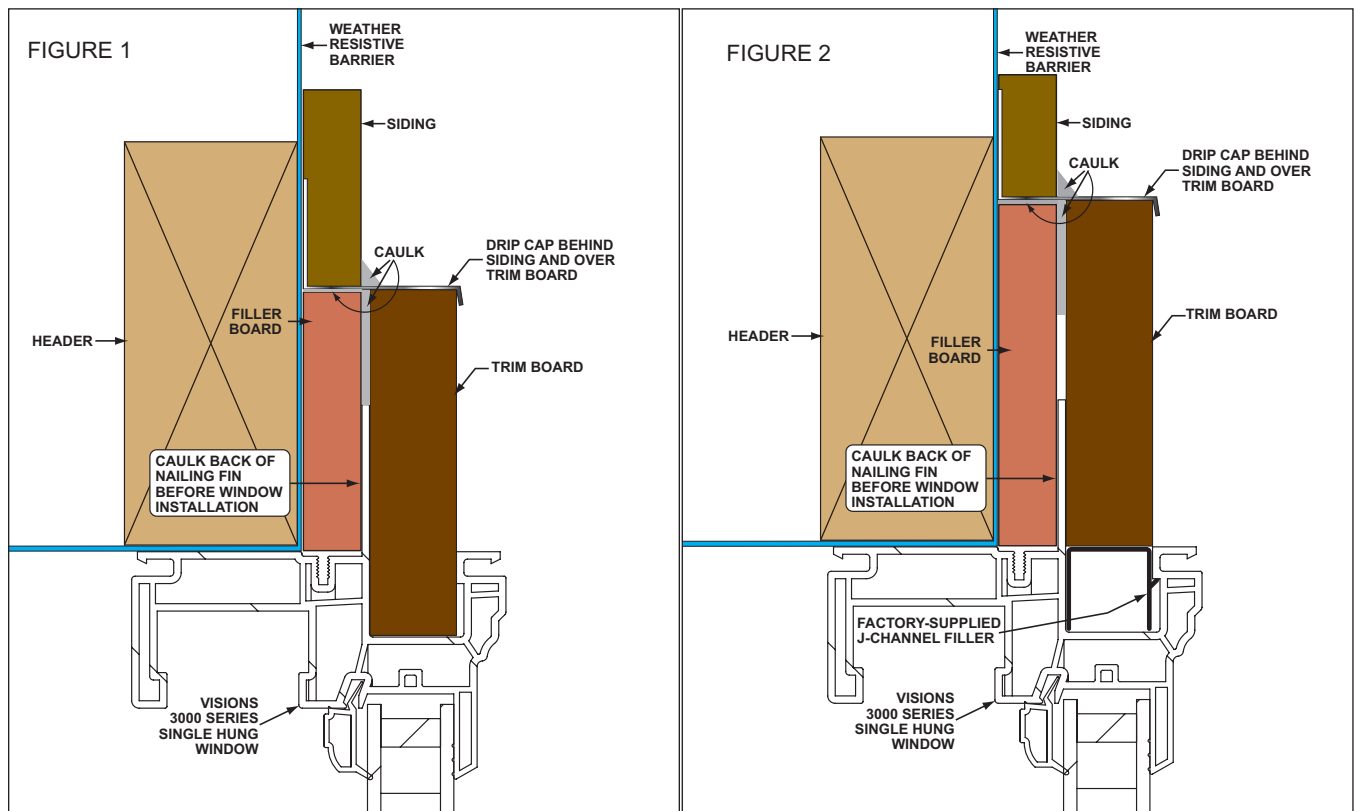 FIGURE 1
WEATHER
RESISTIVE
BARRIER
SIDING
CAULK
DRIP CAP BEHIND
SIDING AND OVER
TRIM BOARD
FILLER
BOARD
HEADER
TRIM BOARD
CAULK BACK OF
NAILING FIN
BEFORE WINDOW
INSTALLATION
VISIONS
3000 SERIES
SINGLE HUNG
WINDOW
FIGURE 2
WEATHER
RESISTIVE
BARRIER
SIDING
CAULK
DRIP CAP BEHIND
SIDING AND OVER
TRIM BOARD
HEADER
FILLER
BOARD
TRIM BOARD
CAULK BACK OF
NAILING FIN
BEFORE WINDOW
INSTALLATION
FACTORY-SUPPLIED
J-CHANNEL FILLER
VISIONS
3000 SERIES
SINGLE HUNG
WINDOW